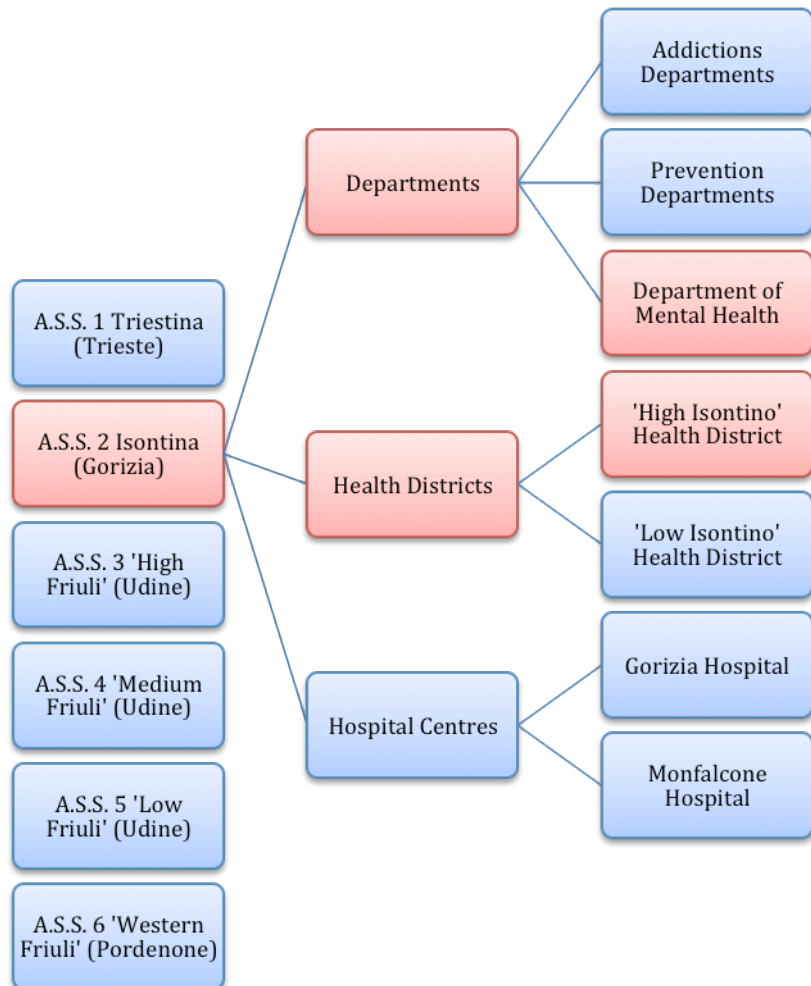 A.S.S. 1 Triestina
(Trieste)
A.S.S. 2 Isontina
(Gorizia)
A.S.S. 3 'High
Friuli' (Udine)
A.S.S. 4 'Medium
Friuli' (Udine)
A.S.S. 5 'Low
Friuli' (Udine)
A.S.S. 6 'Western
Friuli' (Pordenone)
Departments
Health Districts
Hospital Centres
Addictions
Departments
Prevention
Departments
Department of
Mental Health
'High Isontino'
Health District
'Low Isontino'
Health District
Gorizia Hospital
Monfalcone
Hospital